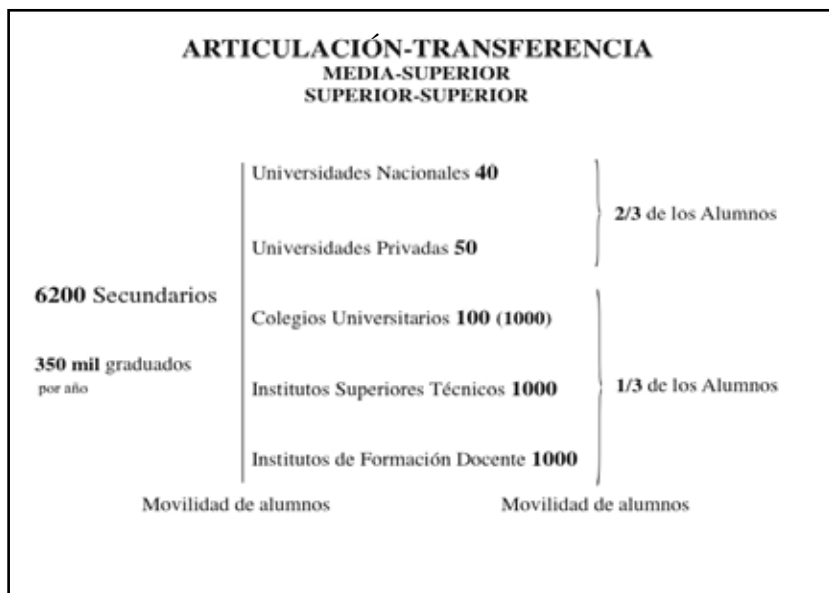 ARTICULACIÓN-TRANSFERENCIA
MEDIA-SUPERIOR
SUPERIOR-SUPERIOR
Universidades Nacionales 40
2/3 de los Alumnos
Universidades Privadas 50
6200 Secundarios
Colegios Universitarios 100 (1000)
350 mil graduados
por año
Institutos Superiores Técnicos 1000
1/3 de los Alumnos
Institutos de Formación Docente 1000
Movilidad de alumnos
Movilidad de alumnos